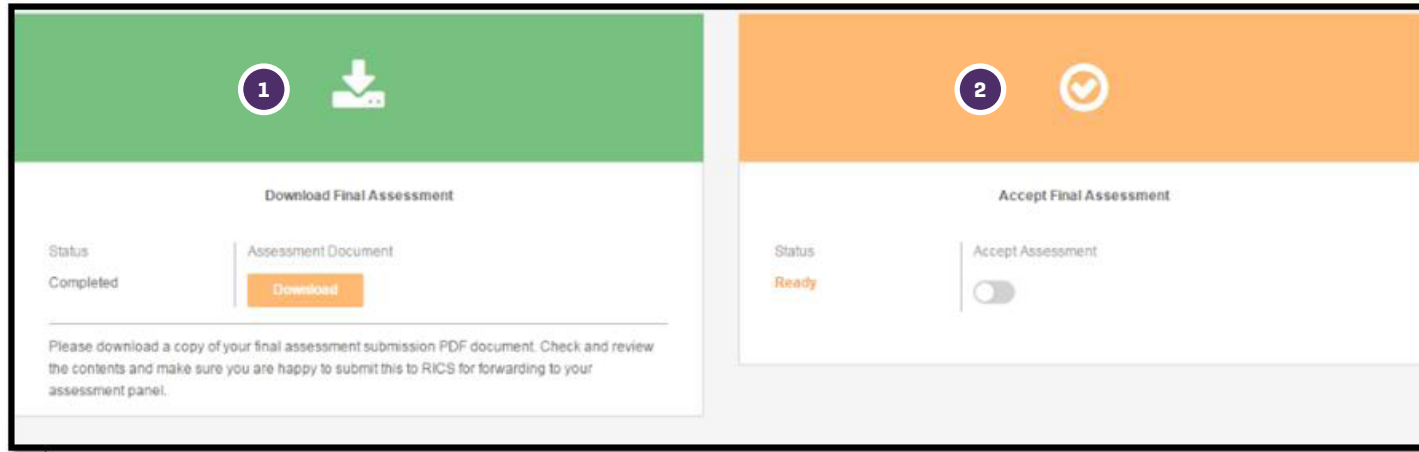 1
Download Final Assessment
Status
Assessment Document
Completed
Download
Please download a copy of your final assessment submission PDF document. Check and review
the contents and make sure you are happy to submit this to RICS for forwarding to your
assessment panel.
2
Accept Final Assessment
Status
Accept Assessment
Ready